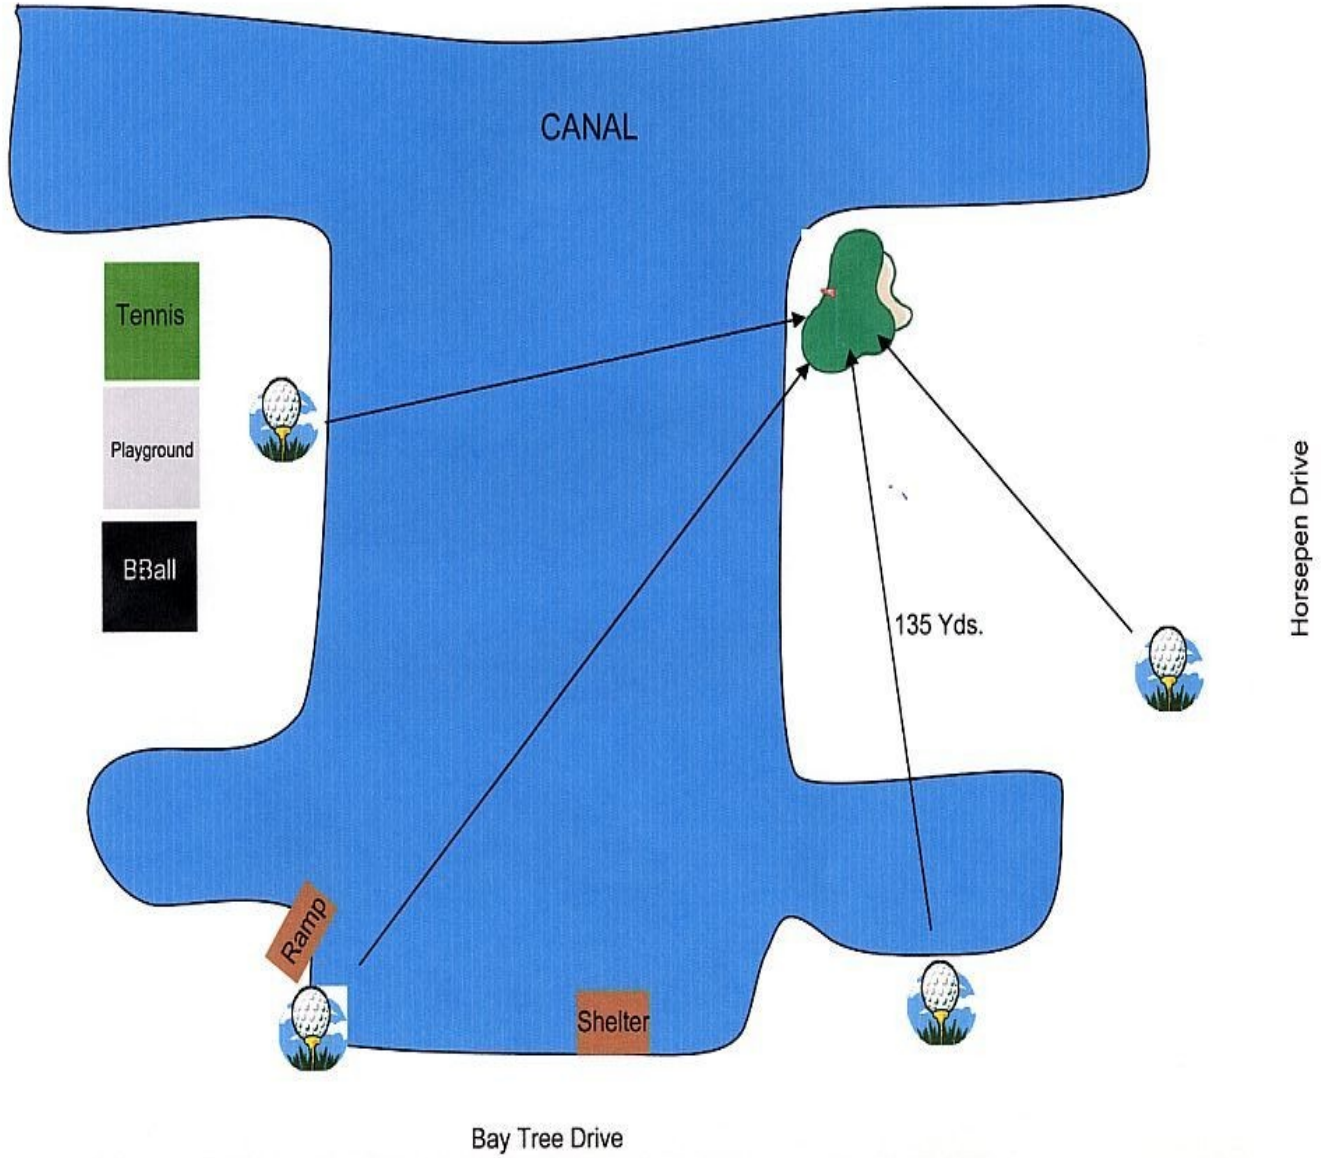 CANAL
Tennis
Playground
BBall
Horsepen Drive
135 Yds.
Ramp
Shelter
Bay Tree Drive